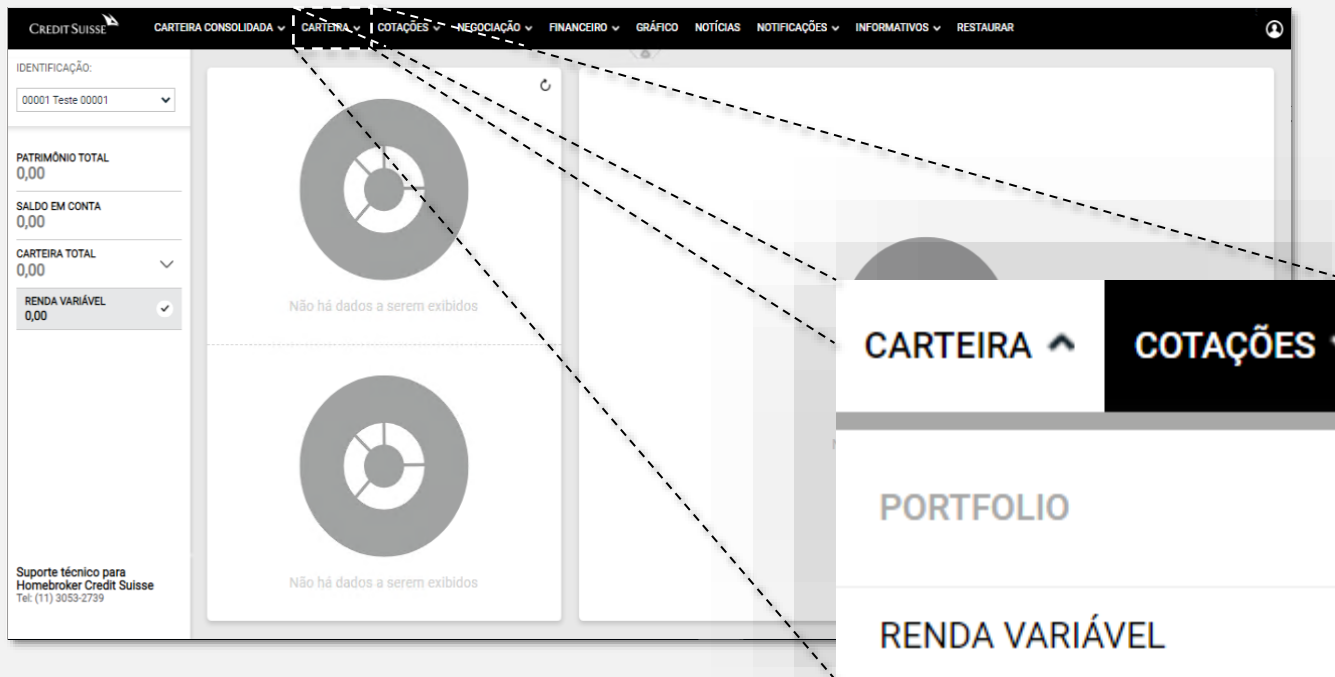 CREDIT SUISSE
CARTEIRA CONSOLIDADA
CARTEIRA
COTAÇÕES
NEGOCIAÇÃO
FINANCEIRO
GRÁFICO
NOTÍCIAS
NOTIFICAÇÕES
INFORMATIVOS
RESTAURAR
IDENTIFICAÇÃO:
00001 Teste 00001
PATRIMÔNIO TOTAL
0,00
SALDO EM CONTA
0,00
CARTEIRA TOTAL
0,00
RENDA VARIÁVEL
0,00
Suporte técnico para
Homebroker Credit Suisse
Tel: (11) 3053-2739
Não há dados a serem exibidos
Não há dados a serem exibidos
CARTEIRA
COTAÇÕES
PORTFOLIO
RENDA VARIÁVEL